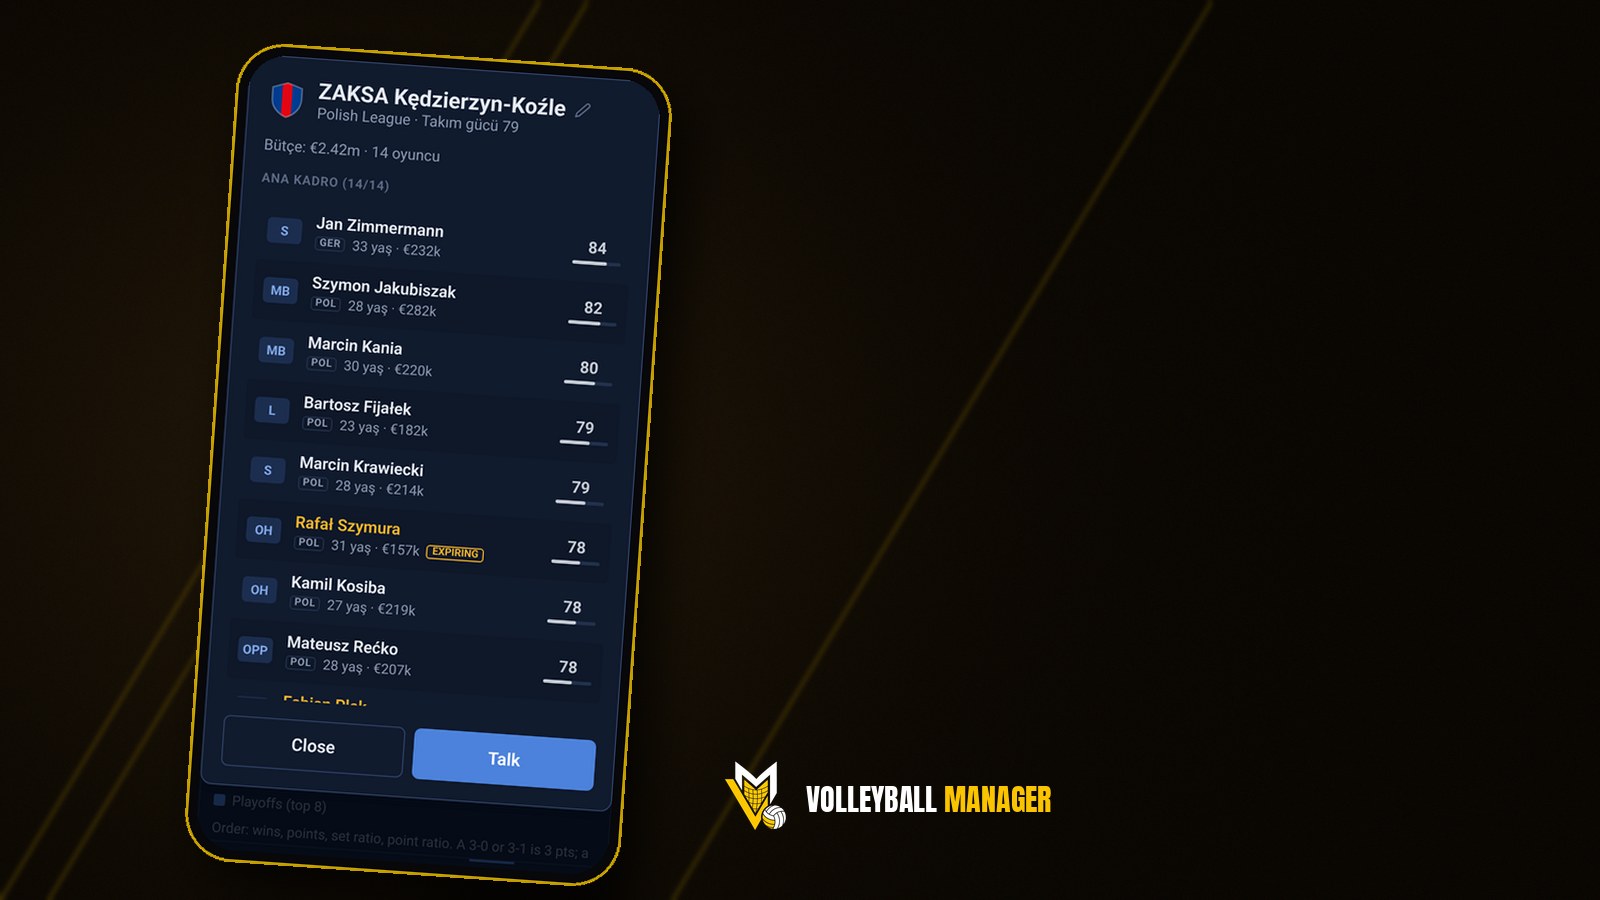 ZAKSA Kędzierzyn-Koźle
Polish League · Takım gücü 79
Bütçe: €2.42m · 14 oyuncu
ANA KADRO (14/14)
S Jan Zimmermann 84
GER 33 yaş · €232k
MB Szymon Jakubiszak 82
POL 28 yaş · €282k
MB Marcin Kania 80
POL 30 yaş · €220k
L Bartosz Fijałek 79
POL 23 yaş · €182k
S Marcin Krawiecki 79
POL 28 yaş · €214k
OH Rafał Szymura 78
POL 31 yaş · €157k EXPIRING
OH Kamil Kosiba 78
POL 27 yaş · €219k
OPP Mateusz Rećko 78
POL 28 yaş · €207k
Close Talk
Playoffs (top 8)
Order: wins, points, set ratio, point ratio. A 3-0 or 3-1 is 3 pts; a
VOLLEYBALL MANAGER